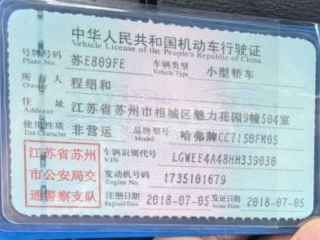 中华人民共和国机动车行驶证
Vehicle License of the People's Republic of China
号牌号码 苏E809FE 车辆类型 小型轿车
Plate No. Vehicle Type
所有人 程绍和
Owner
住址 江苏省苏州市相城区魅力花园9幢504室
使用性质 非营运 品牌型号 哈弗牌CC7150FM05
Use Character Model
江苏省苏州
市公安局交
通警察支队
车辆识别代号 LGWEE4A48HH339030
VIN
发动机号码 1735101679
Engine No.
注册日期 2018-07-05 发证日期 2018-07-05
Register Date Issue Date